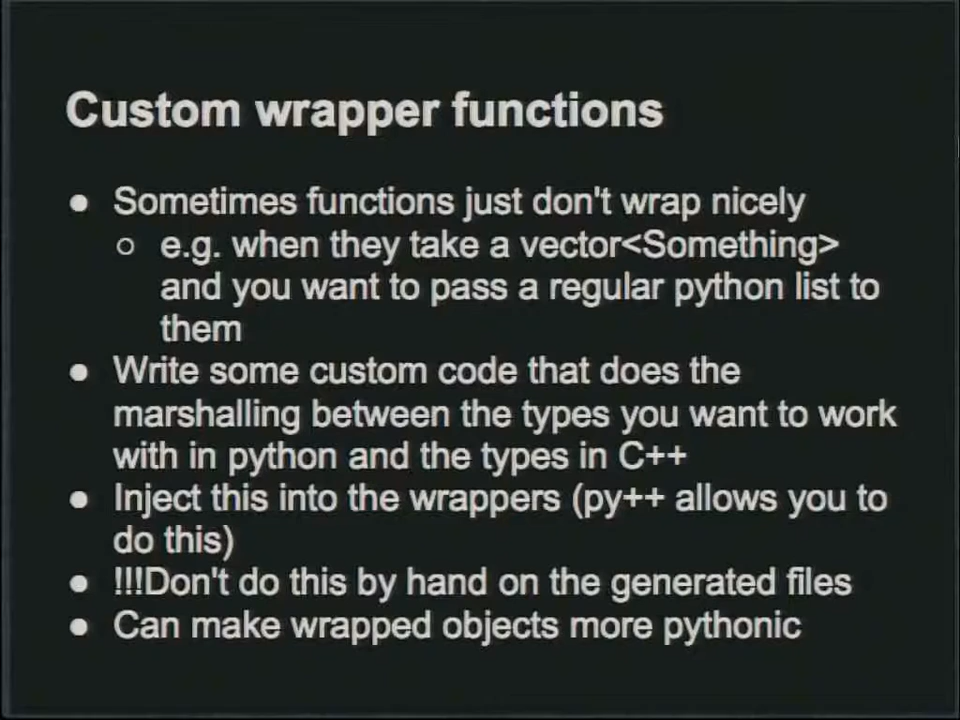 Custom wrapper functions
● Sometimes functions just don't wrap nicely
○ e.g. when they take a vector<Something>
and you want to pass a regular python list to
them
● Write some custom code that does the
marshalling between the types you want to work
with in python and the types in C++
● Inject this into the wrappers (py++ allows you to
do this)
● !!!Don't do this by hand on the generated files
● Can make wrapped objects more pythonic